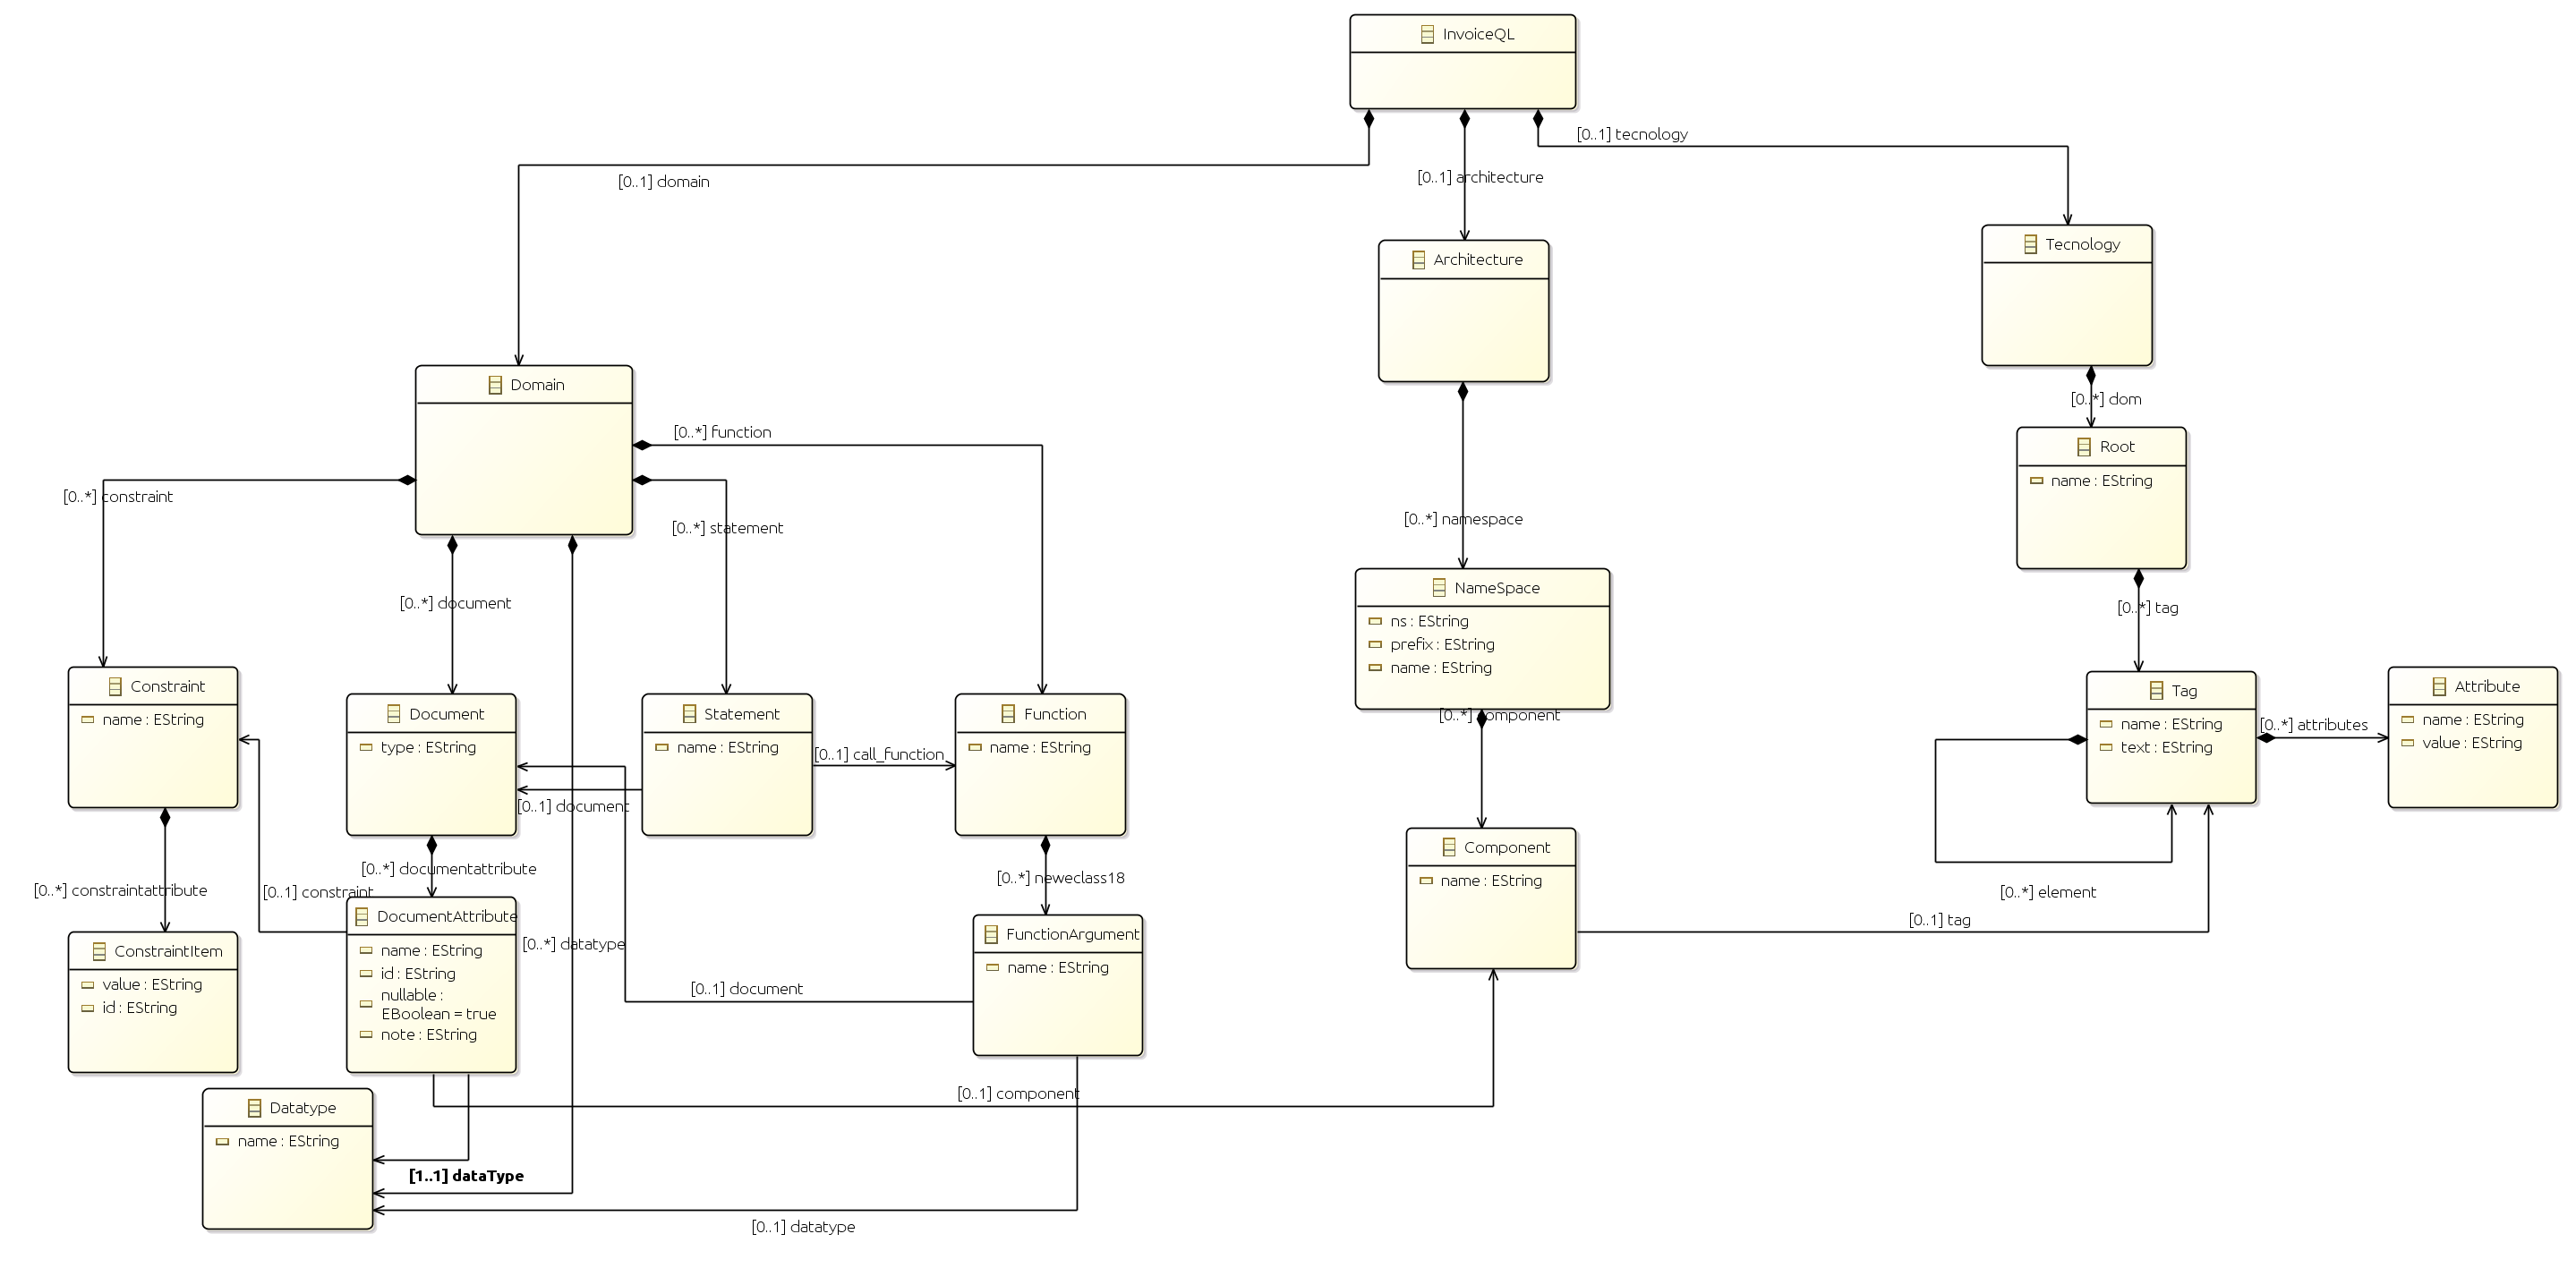 InvoiceQL
[0..1] tecnology
[0..1] domain
[0..1] architecture
Tecnology
Architecture
Domain
[0..*] dom
[0..*] function
Root
name : EString
[0..*] constraint
[0..*] statement
[0..*] namespace
NameSpace
ns : EString
prefix : EString
name : EString
[0..*] document
[0..*] tag
Constraint
name : EString
Document
type : EString
Statement
name : EString
[0..1] call_function
Function
name : EString
[0..*] component
Tag
name : EString
text : EString
[0..*] attributes
Attribute
name : EString
value : EString
[0..1] document
Component
name : EString
[0..*] documentattribute
[0..*] neweclass18
[0..*] constraintattribute
[0..1] constraint
[0..*] element
[0..1] tag
DocumentAttribute
name : EString
id : EString
nullable :
EBoolean = true
note : EString
[0..*] datatype
FunctionArgument
name : EString
ConstraintItem
value : EString
id : EString
[0..1] document
[0..1] component
Datatype
name : EString
[1..1] dataType
[0..1] datatype